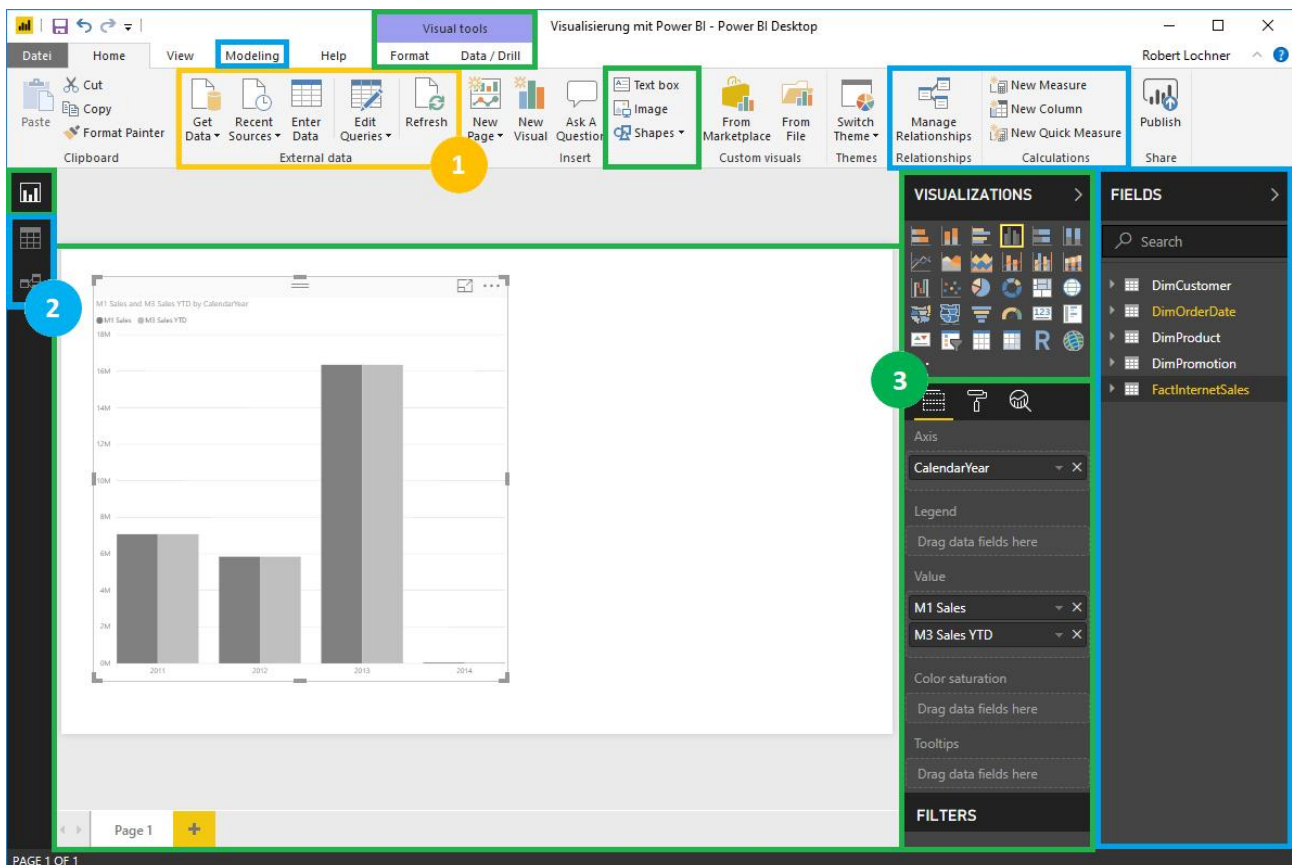 Visual tools
Visualisierung mit Power BI - Power BI Desktop
Datei
Home
View
Modeling
Help
Format
Data / Drill
Robert Lochner
Paste
Cut
Copy
Format Painter
Clipboard
Get Data
Recent Sources
Enter Data
Edit Queries
Refresh
External data
1
New Page
New Visual
Ask A Question
Text box
Image
Shapes
Insert
From Marketplace
From File
Custom visuals
Switch Theme
Themes
Manage Relationships
Relationships
New Measure
New Column
New Quick Measure
Calculations
Publish
Share
2
M1 Sales and M3 Sales YTD by CalendarYear
M1 Sales M3 Sales YTD
18M
16M
14M
12M
10M
8M
6M
4M
2M
0M
2011 2012 2013 2014
VISUALIZATIONS
123
R
3
Axis
CalendarYear
Legend
Drag data fields here
Value
M1 Sales
M3 Sales YTD
Color saturation
Drag data fields here
Tooltips
Drag data fields here
FILTERS
FIELDS
Search
DimCustomer
DimOrderDate
DimProduct
DimPromotion
FactInternetSales
Page 1
PAGE 1 OF 1